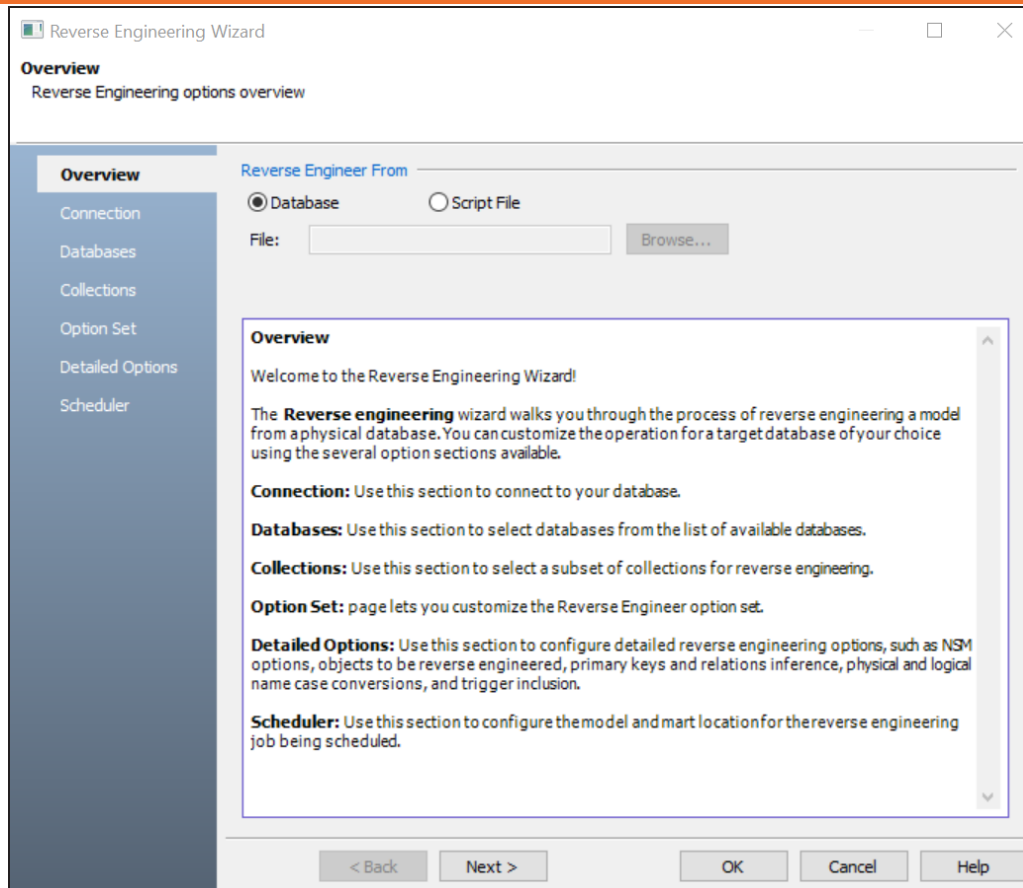 Reverse Engineering Wizard
Overview
Reverse Engineering options overview
Overview
Connection
Databases
Collections
Option Set
Detailed Options
Scheduler
Reverse Engineer From
Database
Script File
File:
Browse...
Overview
Welcome to the Reverse Engineering Wizard!
The Reverse engineering wizard walks you through the process of reverse engineering a model
from a physical database. You can customize the operation for a target database of your choice
using the several option sections available.
Connection: Use this section to connect to your database.
Databases: Use this section to select databases from the list of available databases.
Collections: Use this section to select a subset of collections for reverse engineering.
Option Set: page lets you customize the Reverse Engineer option set.
Detailed Options: Use this section to configure detailed reverse engineering options, such as NSM
options, objects to be reverse engineered, primary keys and relations inference, physical and logical
name case conversions, and trigger inclusion.
Scheduler: Use this section to configure the model and mart location for the reverse engineering
job being scheduled.
< Back
Next >
OK
Cancel
Help